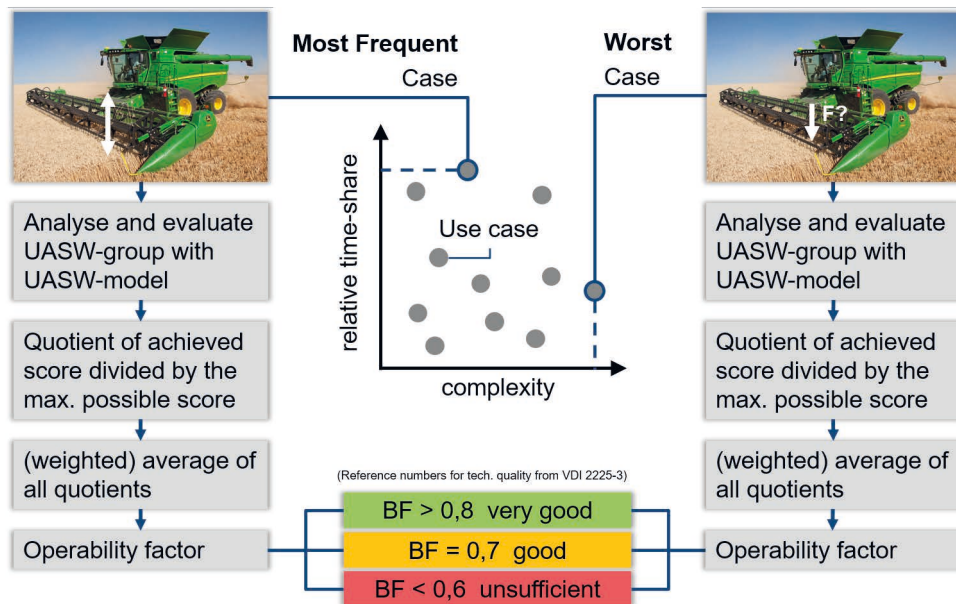 Most Frequent
Case
Worst
Case
F?
relative time-share
Use case
complexity
Analyse and evaluate
UASW-group with
UASW-model
Quotient of achieved
score divided by the
max. possible score
(weighted) average of
all quotients
Operability factor
Analyse and evaluate
UASW-group with
UASW-model
Quotient of achieved
score divided by the
max. possible score
(weighted) average of
all quotients
Operability factor
(Reference numbers for tech. quality from VDI 2225-3)
BF > 0,8 very good
BF = 0,7 good
BF < 0,6 unsufficient